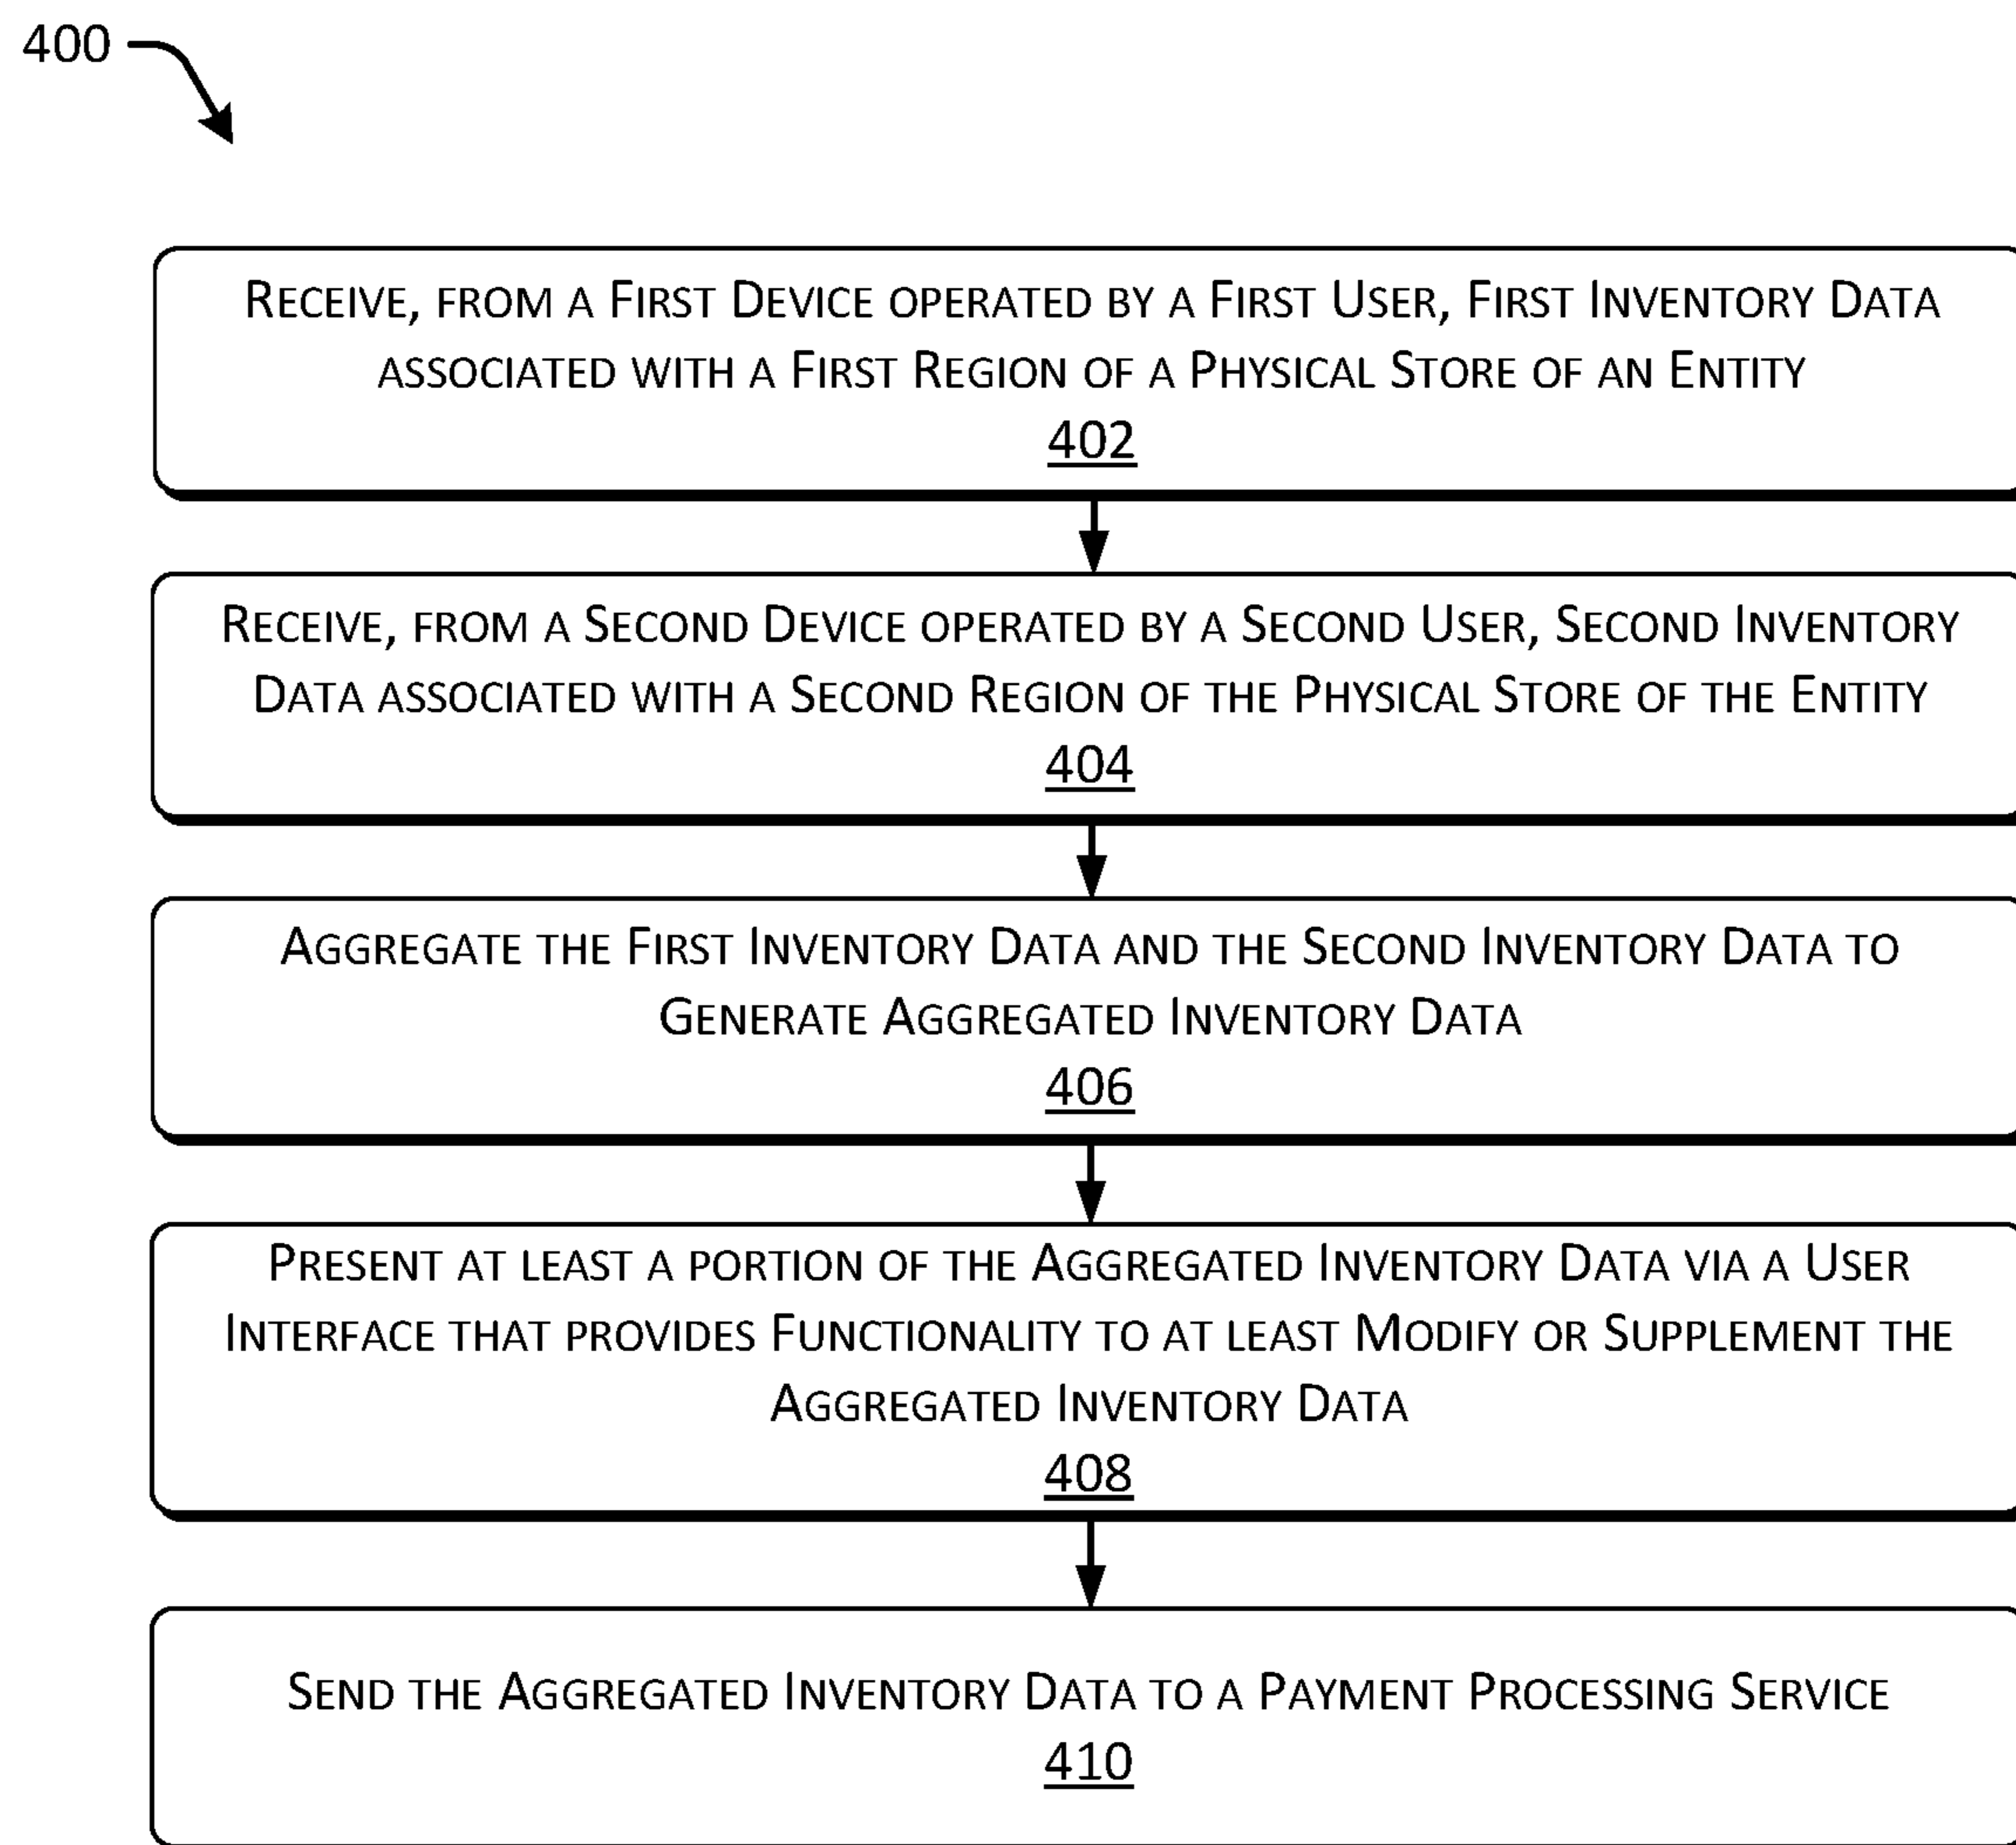 400
Receive, from a First Device operated by a First User, First Inventory Data
associated with a First Region of a Physical Store of an Entity
402
Receive, from a Second Device operated by a Second User, Second Inventory
Data associated with a Second Region of the Physical Store of the Entity
404
Aggregate the First Inventory Data and the Second Inventory Data to
Generate Aggregated Inventory Data
406
Present at least a portion of the Aggregated Inventory Data via a User
Interface that provides Functionality to at least Modify or Supplement the
Aggregated Inventory Data
408
Send the Aggregated Inventory Data to a Payment Processing Service
410